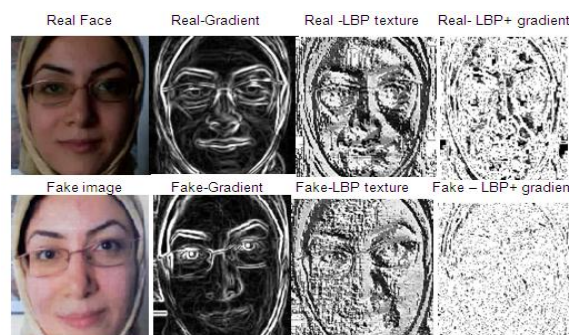 Real Face Real-Gradient Real -LBP texture Real- LBP+ gradient
Fake image Fake-Gradient Fake-LBP texture Fake – LBP+ gradien